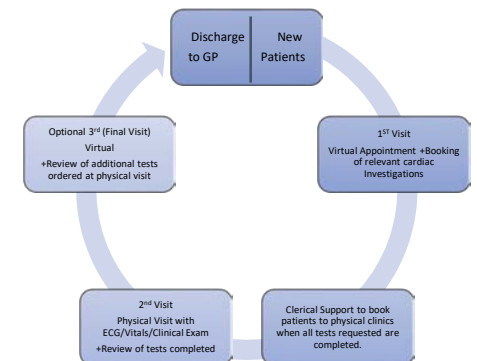 Discharge to GP
New Patients
1ST Visit
Virtual Appointment +Booking
of relevant cardiac
Investigations
Clerical Support to book
patients to physical clinics
when all tests requested are
completed.
2nd Visit
Physical Visit with
ECG/Vitals/Clinical Exam
+Review of tests completed
Optional 3rd (Final Visit)
Virtual
+Review of additional tests
ordered at physical visit